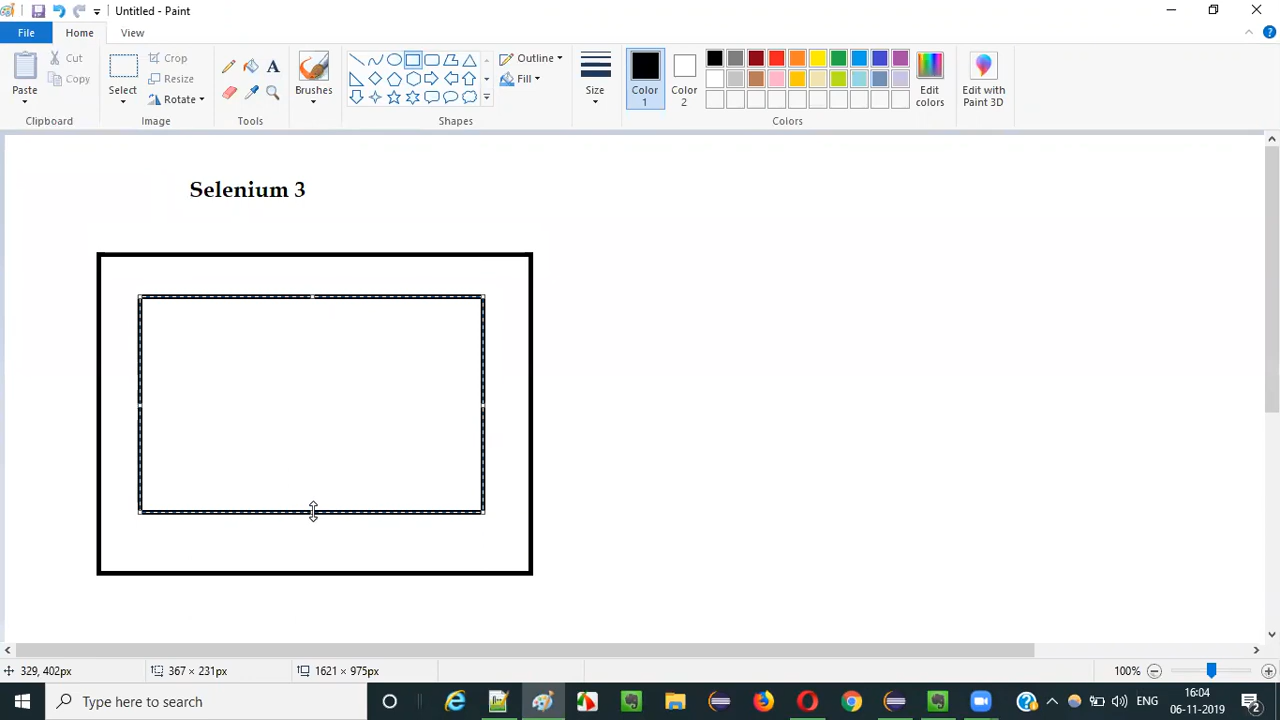 Untitled - Paint
File
Home
View
Paste
Cut
Copy
Clipboard
Select
Crop
Resize
Rotate
Image
Tools
Brushes
Shapes
Outline
Fill
Size
Color 1
Color 2
Colors
Edit colors
Edit with Paint 3D
Selenium 3
329, 402px
367 × 231px
1621 × 975px
100%
Type here to search
ENG
16:04
06-11-2019
2